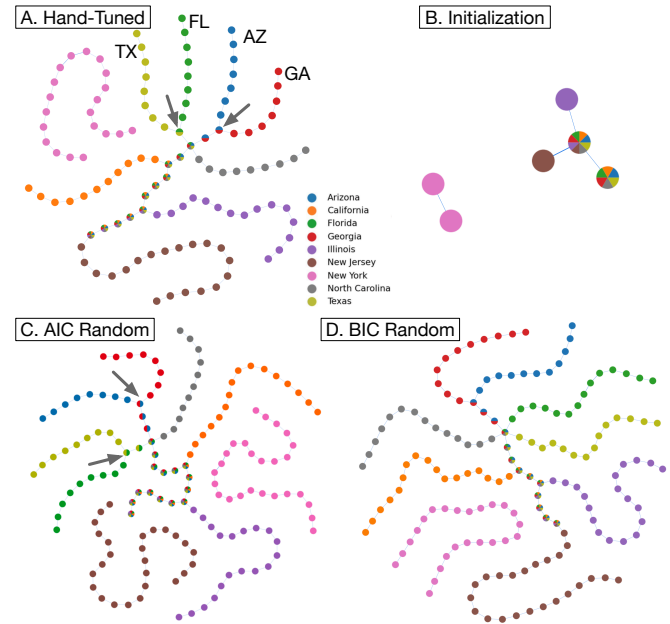 A. Hand-Tuned
B. Initialization
FL
TX
AZ
GA
Arizona
California
Florida
Georgia
Illinois
New Jersey
New York
North Carolina
Texas
C. AIC Random
D. BIC Random